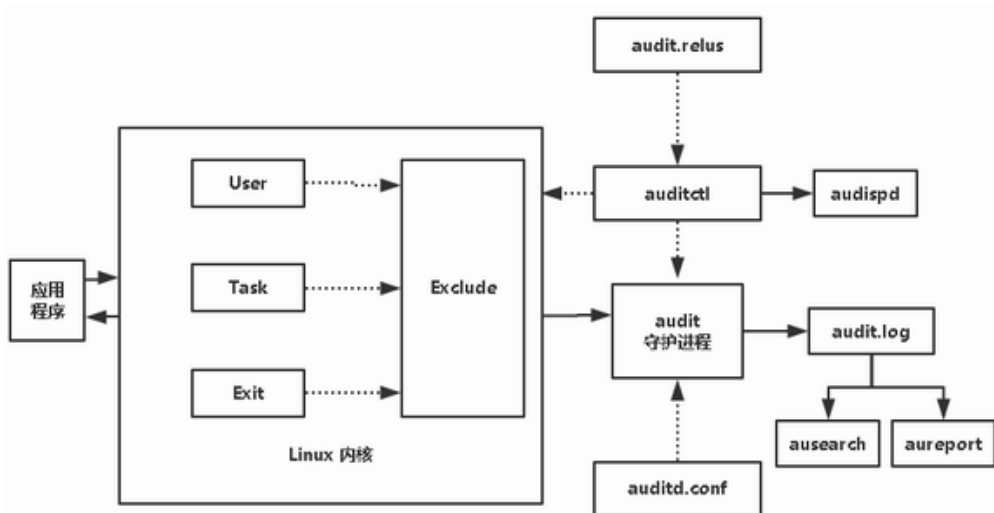 audit.relus
User
auditctl
audispd
应用
程序
Task
Exclude
audit
守护进程
audit.log
Exit
Linux 内核
ausearch
aureport
auditd.conf